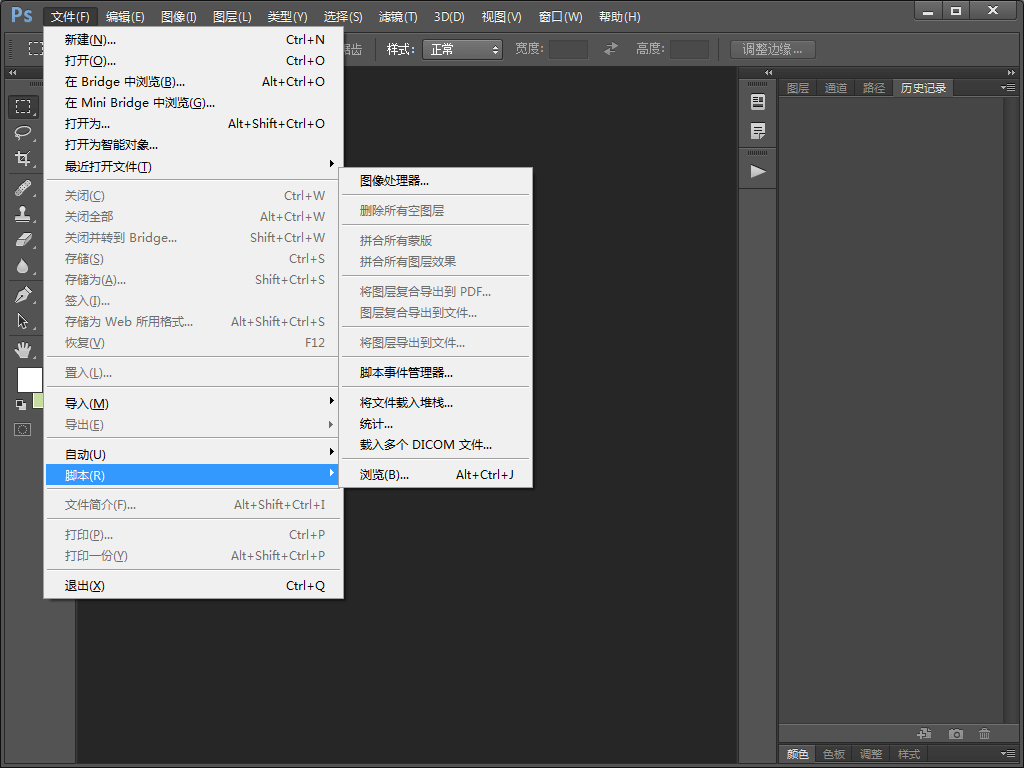 Ps 文件(F) 编辑(E) 图像(I) 图层(L) 类型(Y) 选择(S) 滤镜(T) 3D(D) 视图(V) 窗口(W) 帮助(H)
锯齿 样式: 正常 宽度: 高度: 调整边缘...
新建(N)... Ctrl+N
打开(O)... Ctrl+O
在 Bridge 中浏览(B)... Alt+Ctrl+O
在 Mini Bridge 中浏览(G)...
打开为... Alt+Shift+Ctrl+O
打开为智能对象...
最近打开文件(T)
关闭(C) Ctrl+W
关闭全部 Alt+Ctrl+W
关闭并转到 Bridge... Shift+Ctrl+W
存储(S) Ctrl+S
存储为(A)... Shift+Ctrl+S
签入(I)...
存储为 Web 所用格式... Alt+Shift+Ctrl+S
恢复(V) F12
置入(L)...
导入(M)
导出(E)
自动(U)
脚本(R)
文件简介(F)... Alt+Shift+Ctrl+I
打印(P)... Ctrl+P
打印一份(Y) Alt+Shift+Ctrl+P
退出(X) Ctrl+Q
图像处理器...
删除所有空图层
拼合所有蒙版
拼合所有图层效果
将图层复合导出到 PDF...
图层复合导出到文件...
将图层导出到文件...
脚本事件管理器...
将文件载入堆栈...
统计...
载入多个 DICOM 文件...
浏览(B)... Alt+Ctrl+J
图层 通道 路径 历史记录
颜色 色板 调整 样式